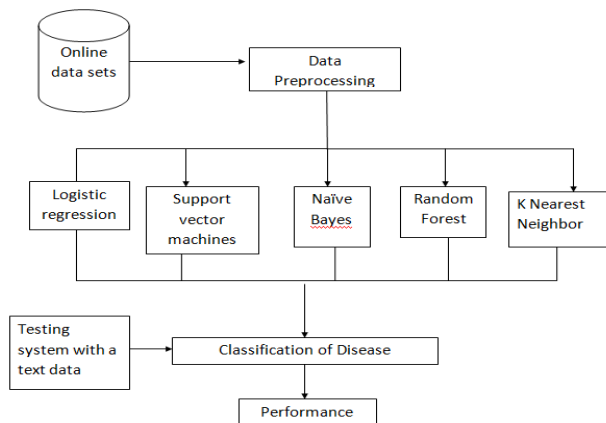 Online
data sets
Data
Preprocessing
Logistic
regression
Support
vector
machines
Naïve
Bayes
Random
Forest
K Nearest
Neighbor
Testing
system with a
text data
Classification of Disease
Performance